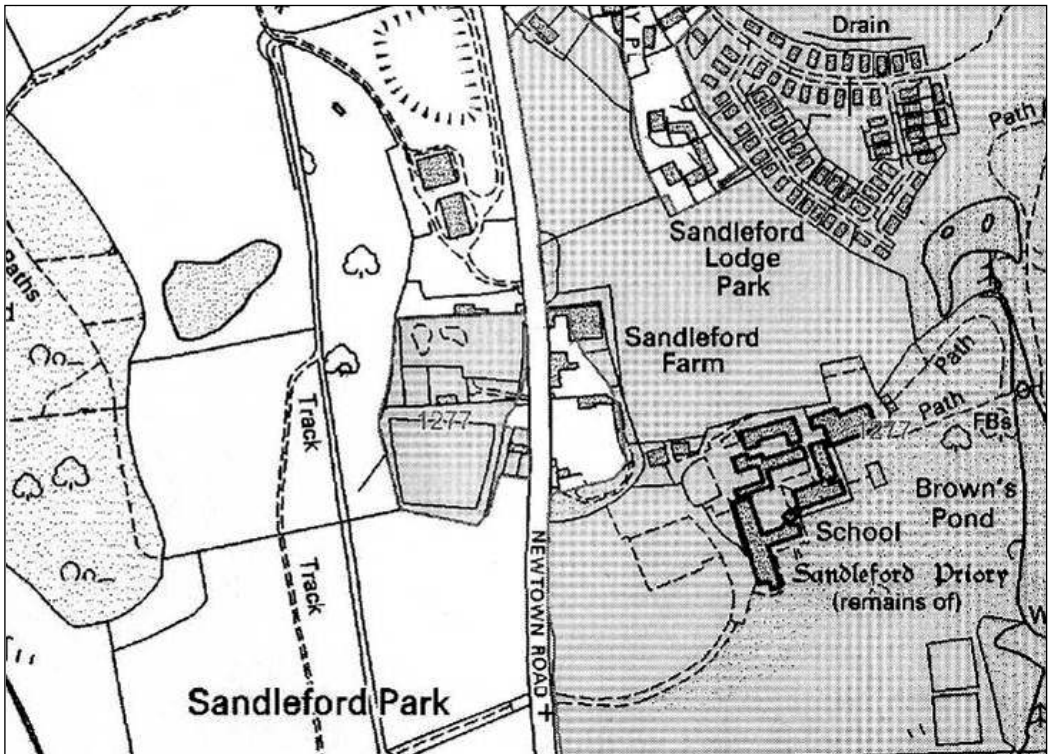 Drain
Y PL
Path
Paths
Sandleford
Lodge
Park
Sandleford
Farm
Path
Track
1277
Path
1277
FBs
Brown's
Pond
School
NEWTOWN ROAD
Track
Sandleford Priory
(remains of)
W
Sandleford Park